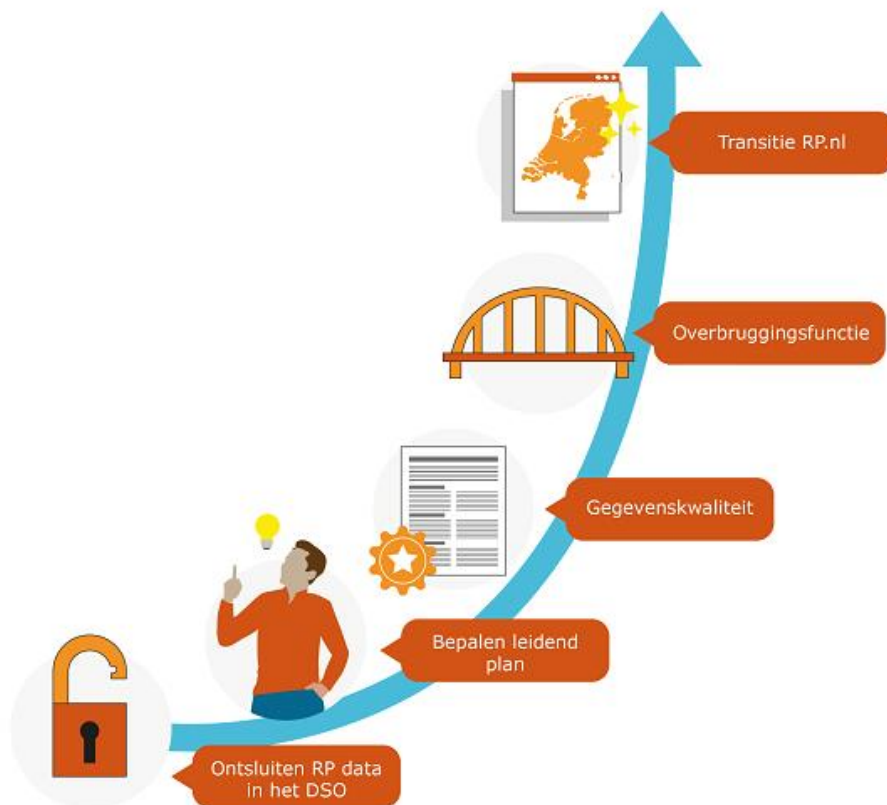 Transitie RP.nl
Overbruggingsfunctie
Gegevenskwaliteit
Bepalen leidend
plan
Ontsluiten RP data
in het DSO